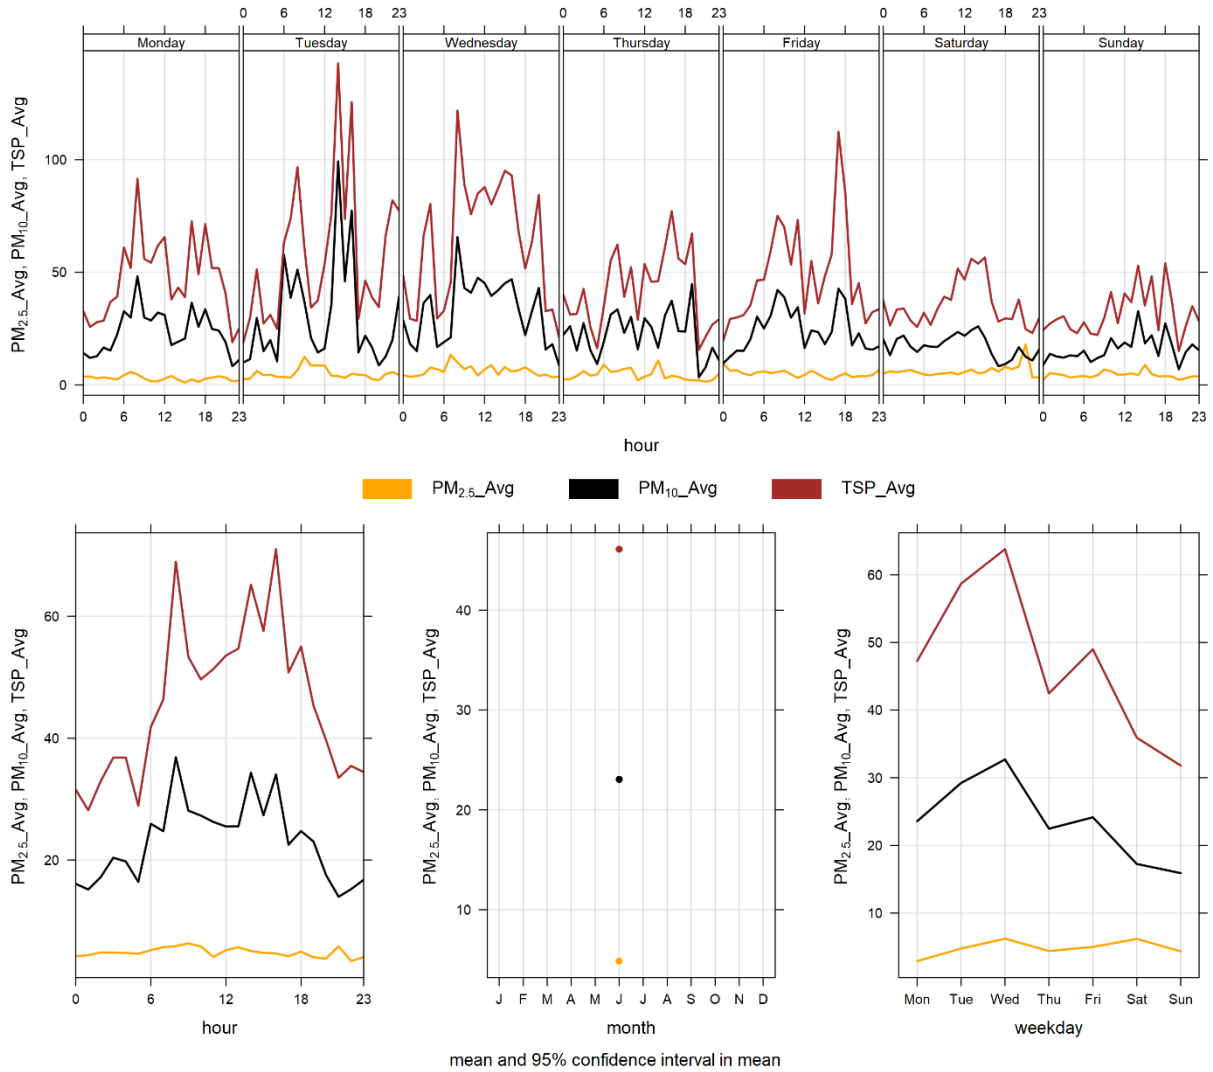 0 6 12 18 23 0 6 12 18 23 0 6 12 18 23
Monday Tuesday Wednesday Thursday Friday Saturday Sunday
PM2.5_Avg, PM10_Avg, TSP_Avg
100
50
0
0 6 12 18 23 0 6 12 18 23 0 6 12 18 23 0 6 12 18 23
hour
PM2.5_Avg PM10_Avg TSP_Avg
PM2.5_Avg, PM10_Avg, TSP_Avg
60
40
20
0 6 12 18 23
hour
PM2.5_Avg, PM10_Avg, TSP_Avg
40
30
20
10
J F M A M J J A S O N D
month
PM2.5_Avg, PM10_Avg, TSP_Avg
60
50
40
30
20
10
Mon Tue Wed Thu Fri Sat Sun
weekday
mean and 95% confidence interval in mean